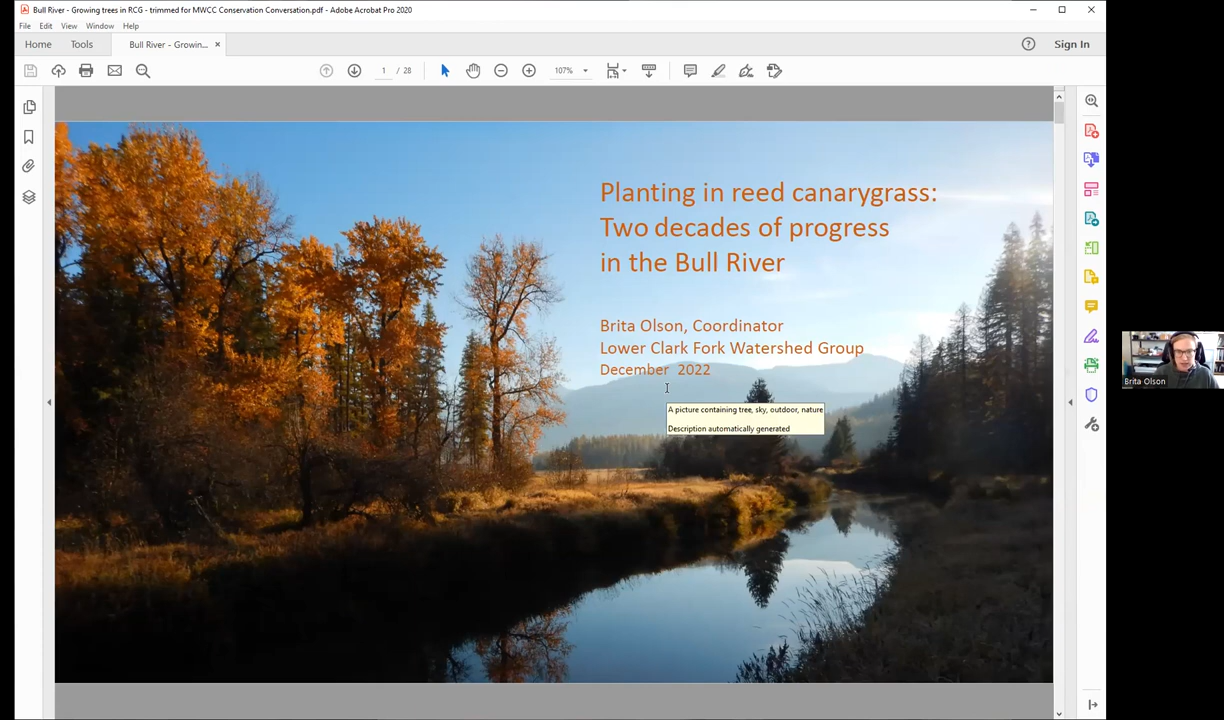 Bull River - Growing trees in RCG - trimmed for MWCC Conservation Conversation.pdf - Adobe Acrobat Pro 2020
File Edit View Window Help
Home Tools Bull River - Growin... × Sign In
1 / 28 107%
Planting in reed canarygrass:
Two decades of progress
in the Bull River
Brita Olson, Coordinator
Lower Clark Fork Watershed Group
December 2022
A picture containing tree, sky, outdoor, nature
Description automatically generated
Brita Olson